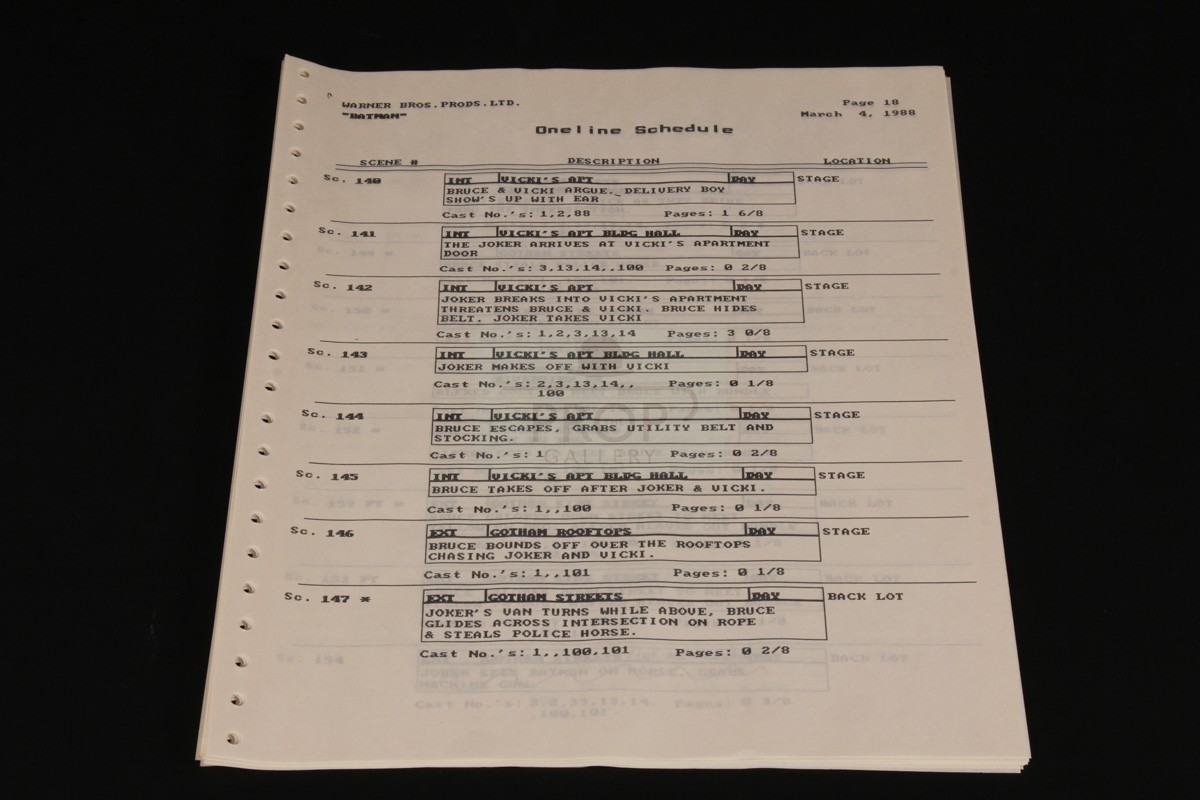 WARNER BROS.PRODS.LTD. Page 18
"BATMAN" March 4, 1988
Oneline Schedule
SCENE # DESCRIPTION LOCATION
Sc. 140 INT VICKI'S APT DAY STAGE
BRUCE & VICKI ARGUE. DELIVERY BOY
SHOW'S UP WITH EAR
Cast No.'s: 1,2,88 Pages: 1 6/8
Sc. 141 INT VICKI'S APT BLDG HALL DAY STAGE
THE JOKER ARRIVES AT VICKI'S APARTMENT
DOOR
Cast No.'s: 3,13,14,,100 Pages: 0 2/8
Sc. 142 INT VICKI'S APT DAY STAGE
JOKER BREAKS INTO VICKI'S APARTMENT
THREATENS BRUCE & VICKI. BRUCE HIDES
BELT. JOKER TAKES VICKI
Cast No.'s: 1,2,3,13,14 Pages: 3 0/8
Sc. 143 INT VICKI'S APT BLDG HALL DAY STAGE
JOKER MAKES OFF WITH VICKI
Cast No.'s: 2,3,13,14,, Pages: 0 1/8
100
Sc. 144 INT VICKI'S APT DAY STAGE
BRUCE ESCAPES, GRABS UTILITY BELT AND
STOCKING.
PROP
GALLERY
Cast No.'s: 1 Pages: 0 2/8
Sc. 145 INT VICKI'S APT BLDG HALL DAY STAGE
BRUCE TAKES OFF AFTER JOKER & VICKI.
Cast No.'s: 1,,100 Pages: 0 1/8
Sc. 146 EXT GOTHAM ROOFTOPS DAY STAGE
BRUCE BOUNDS OFF OVER THE ROOFTOPS
CHASING JOKER AND VICKI.
Cast No.'s: 1,,101 Pages: 0 1/8
Sc. 147 * EXT GOTHAM STREETS DAY BACK LOT
JOKER'S VAN TURNS WHILE ABOVE, BRUCE
GLIDES ACROSS INTERSECTION ON ROPE
& STEALS POLICE HORSE.
Cast No.'s: 1,,100,101 Pages: 0 2/8